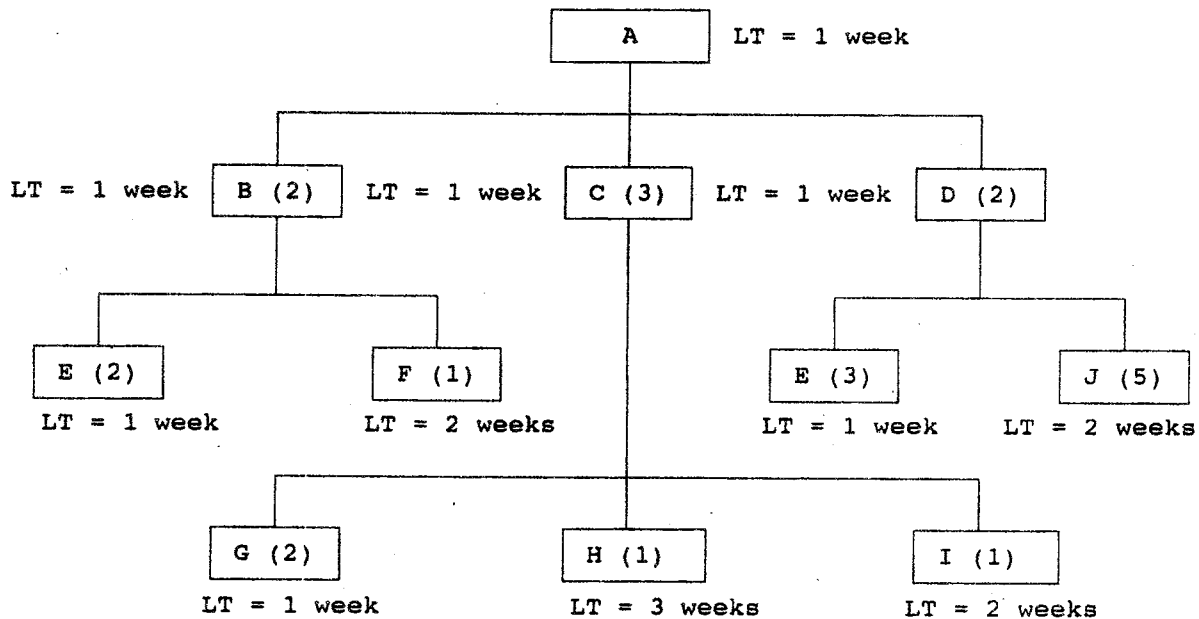 A LT = 1 week
LT = 1 week B (2) LT = 1 week C (3) LT = 1 week D (2)
E (2) F (1) E (3) J (5)
LT = 1 week LT = 2 weeks LT = 1 week LT = 2 weeks
G (2) H (1) I (1)
LT = 1 week LT = 3 weeks LT = 2 weeks